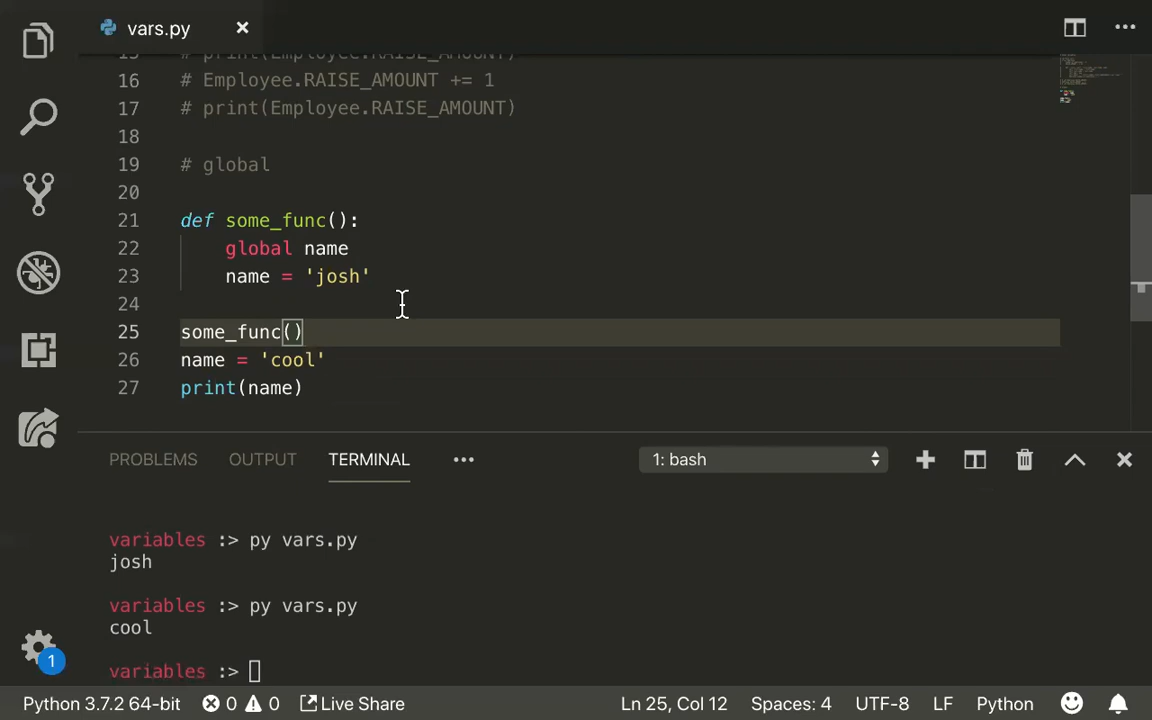 vars.py
15 # print(Employee.RAISE_AMOUNT)
16 # Employee.RAISE_AMOUNT += 1
17 # print(Employee.RAISE_AMOUNT)
18
19 # global
20
21 def some_func():
22 global name
23 name = 'josh'
24
25 some_func()
26 name = 'cool'
27 print(name)
PROBLEMS OUTPUT TERMINAL ••• 1: bash
variables :> py vars.py
josh
variables :> py vars.py
cool
variables :>
1
Python 3.7.2 64-bit 0 0 Live Share Ln 25, Col 12 Spaces: 4 UTF-8 LF Python